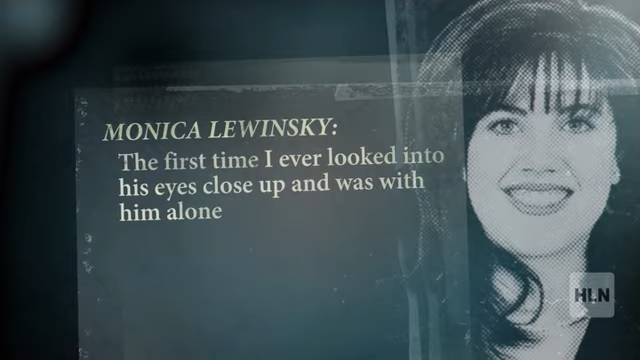 MONICA LEWINSKY:
The first time I ever looked into
his eyes close up and was with
him alone
HLN